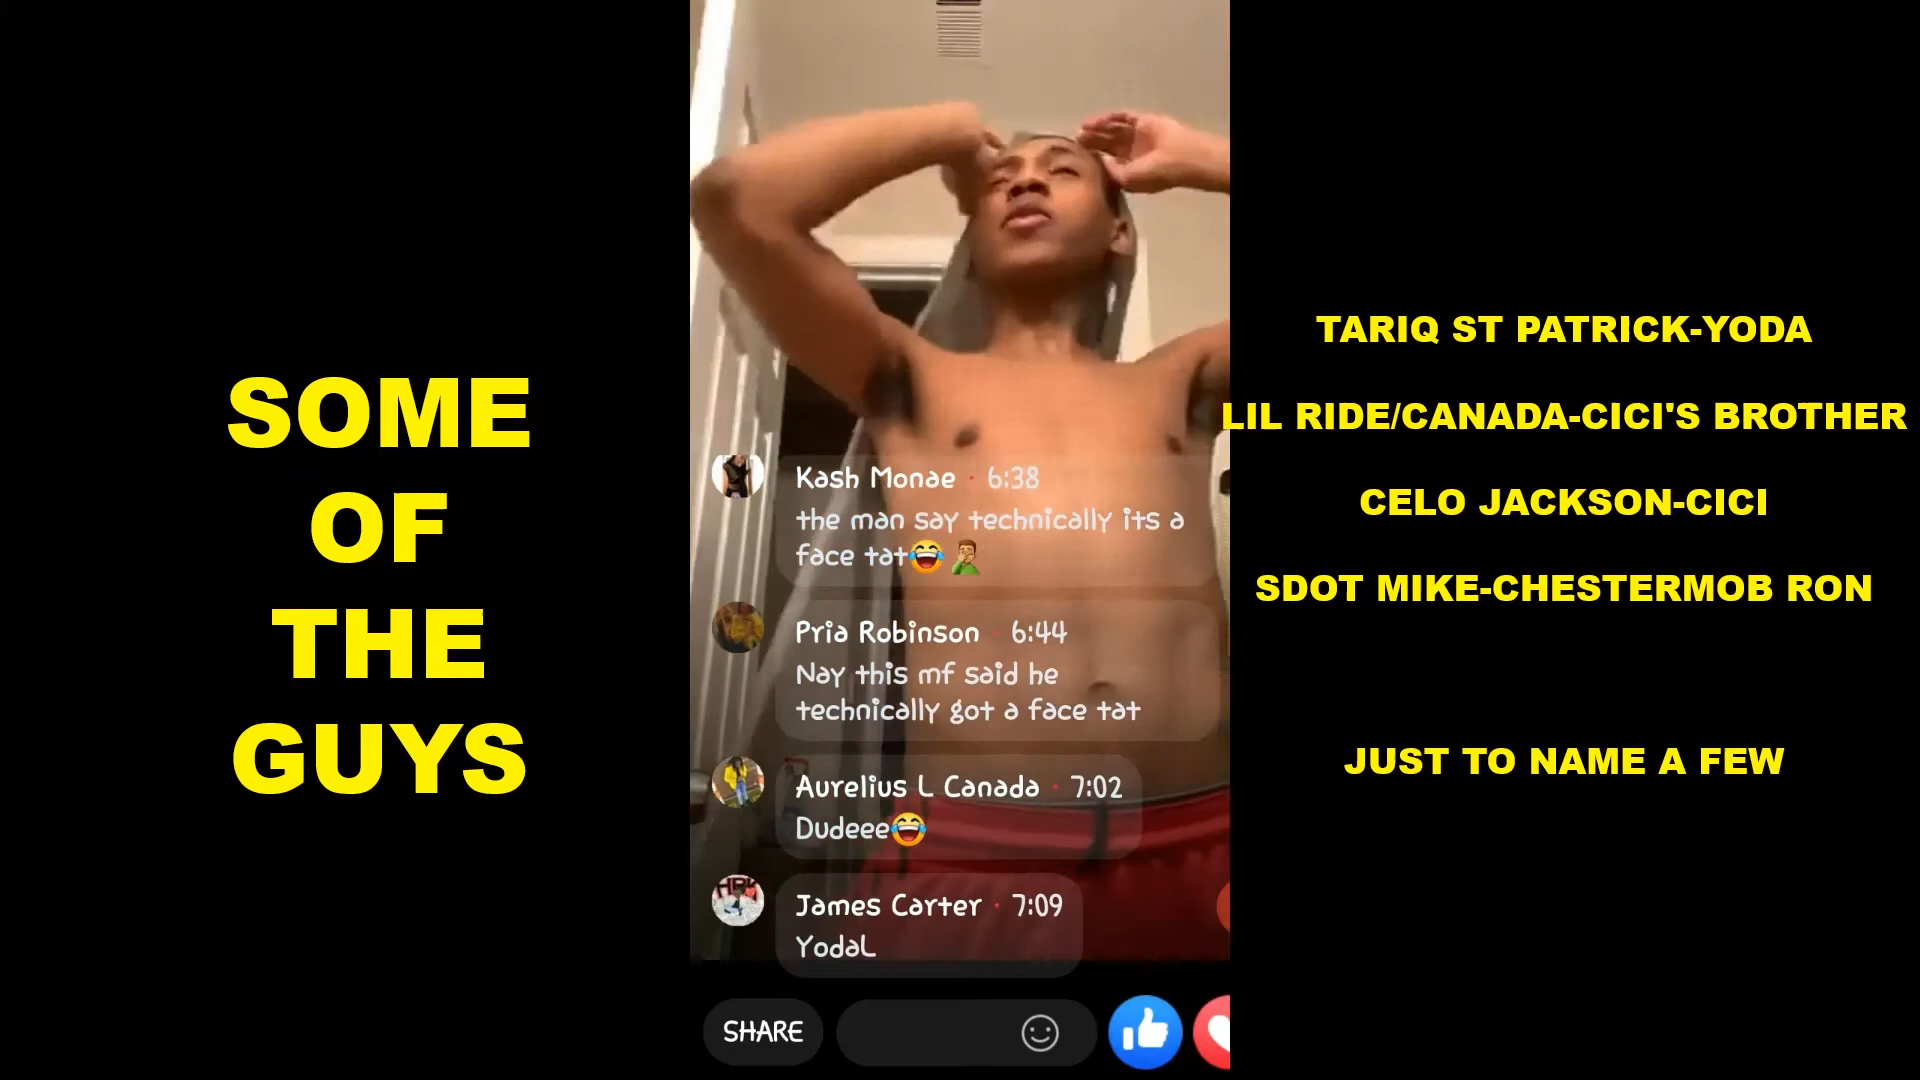 SOME
OF
THE
GUYS
Kash Monae · 6:38
the man say technically its a
face tat😂🤦🏽‍♂️
Pria Robinson · 6:44
Nay this mf said he
technically got a face tat
Aurelius L Canada · 7:02
Dudeee😂
James Carter · 7:09
YodaL
SHARE
TARIQ ST PATRICK-YODA
LIL RIDE/CANADA-CICI'S BROTHER
CELO JACKSON-CICI
SDOT MIKE-CHESTERMOB RON
JUST TO NAME A FEW